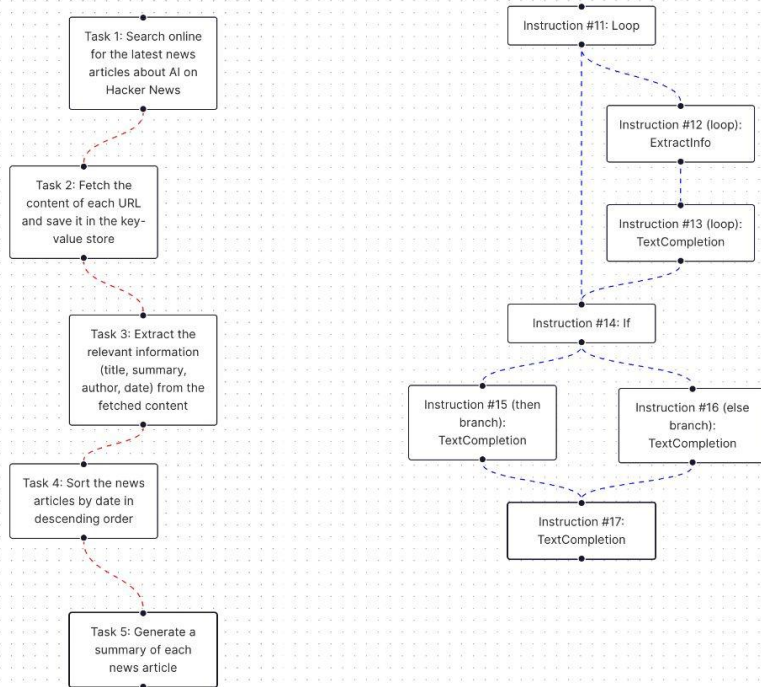 Task 1: Search online
for the latest news
articles about AI on
Hacker News
Task 2: Fetch the
content of each URL
and save it in the key-
value store
Task 3: Extract the
relevant information
(title, summary,
author, date) from the
fetched content
Task 4: Sort the news
articles by date in
descending order
Task 5: Generate a
summary of each
news article
Instruction #11: Loop
Instruction #12 (loop):
ExtractInfo
Instruction #13 (loop):
TextCompletion
Instruction #14: If
Instruction #15 (then
branch):
TextCompletion
Instruction #16 (else
branch):
TextCompletion
Instruction #17:
TextCompletion